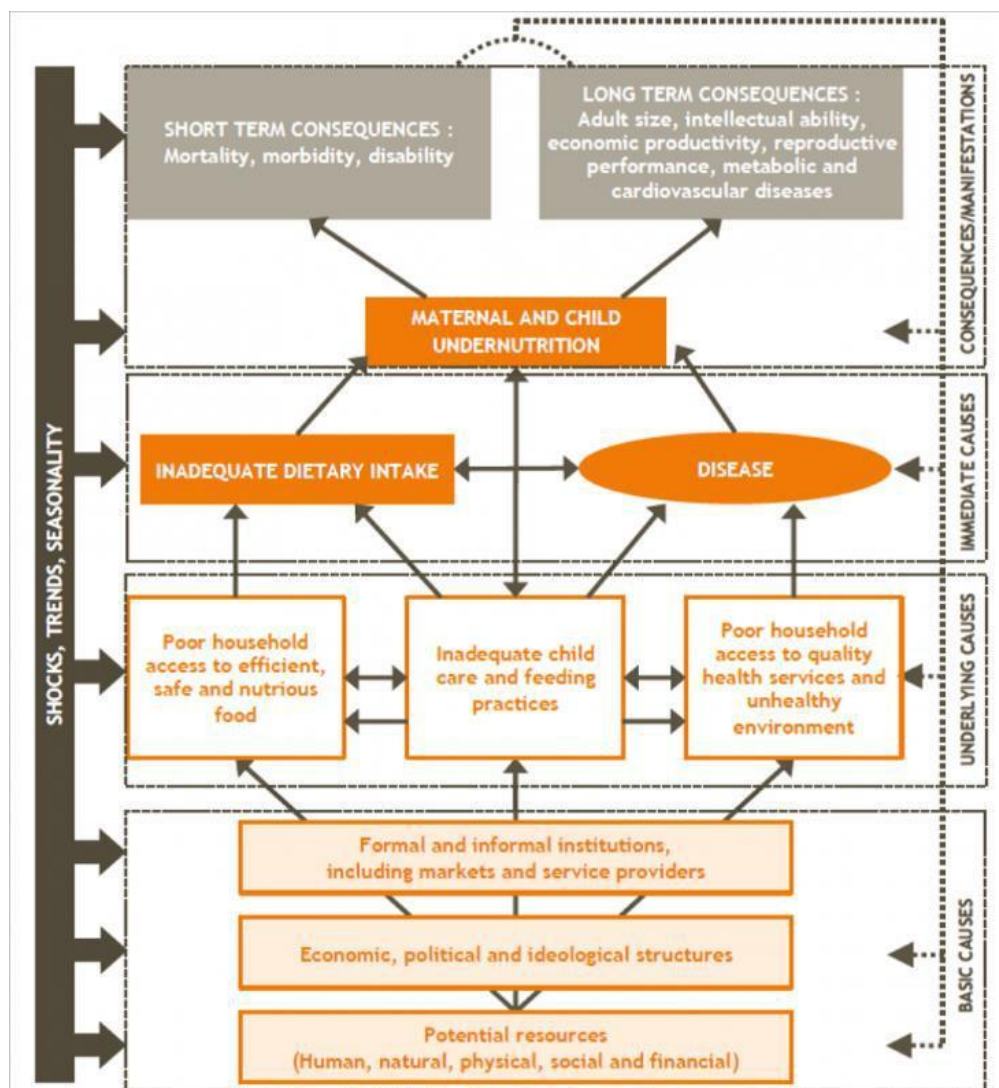 SHORT TERM CONSEQUENCES :
Mortality, morbidity, disability
LONG TERM CONSEQUENCES :
Adult size, intellectual ability,
economic productivity, reproductive
performance, metabolic and
cardiovascular diseases
MATERNAL AND CHILD
UNDERNUTRITION
CONSEQUENCES/MANIFESTATIONS
SHOCKS, TRENDS, SEASONALITY
INADEQUATE DIETARY INTAKE
DISEASE
IMMEDIATE CAUSES
Poor household
access to efficient,
safe and nutritious
food
Inadequate child
care and feeding
practices
Poor household
access to quality
health services and
unhealthy
environment
UNDERLYING CAUSES
Formal and informal institutions,
including markets and service providers
Economic, political and ideological structures
Potential resources
(Human, natural, physical, social and financial)
BASIC CAUSES